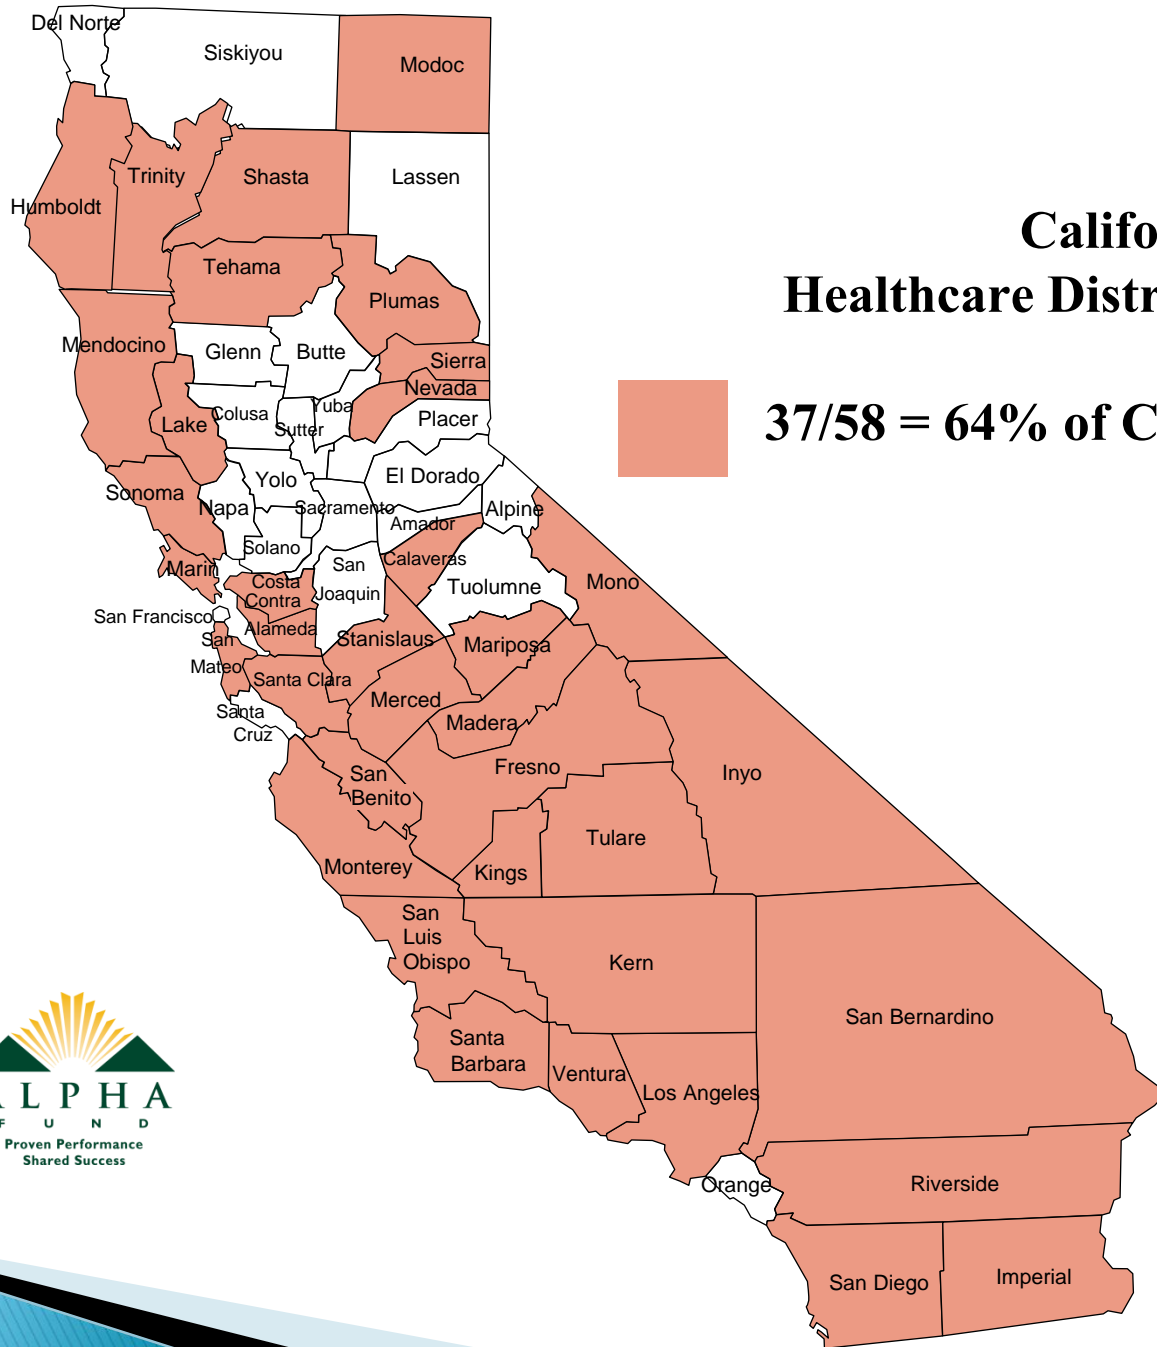 Del Norte
Siskiyou
Modoc
Trinity
Shasta
Lassen
Humboldt
Califo
Healthcare Distr
Tehama
Plumas
Mendocino
Glenn
Butte
Sierra
Nevada
Colusa
Yuba
Placer
Lake
Sutter
37/58 = 64% of C
Yolo
El Dorado
Sonoma
Napa
Sacramento
Alpine
Amador
Solano
Calaveras
Marin
San
Joaquin
Costa
Contra
Tuolumne
Mono
San Francisco
Alameda
Stanislaus
Mariposa
San
Mateo
Santa Clara
Merced
Santa
Cruz
Madera
Fresno
Inyo
San
Benito
Tulare
Monterey
Kings
San
Luis
Obispo
Kern
San Bernardino
Santa
Barbara
Ventura
Los Angeles
ALPHA
FUND
Proven Performance
Shared Success
Orange
Riverside
San Diego
Imperial